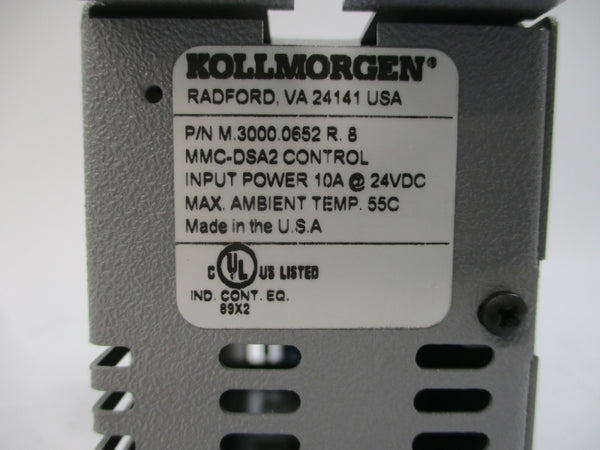 KOLLMORGEN®
RADFORD, VA 24141 USA
P/N M.3000.0652 R. 8
MMC-DSA2 CONTROL
INPUT POWER 10A @ 24VDC
MAX. AMBIENT TEMP. 55C
Made in the U.S.A
C UL US LISTED
IND. CONT. EQ.
89X2